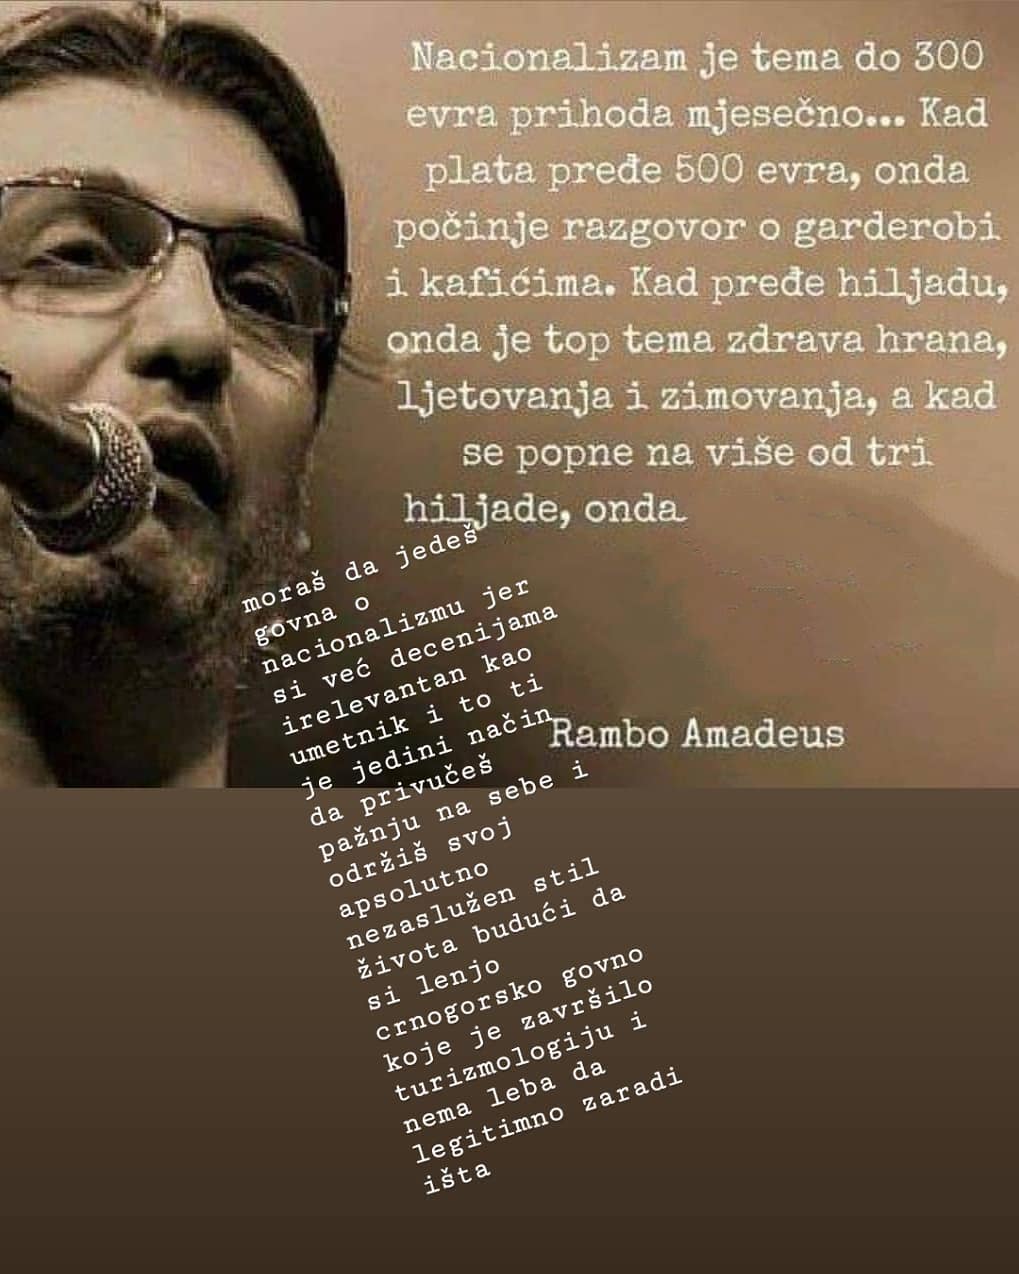 Nacionalizam je tema do 300
evra prihoda mjesečno... Kad
plata pređe 500 evra, onda
počinje razgovor o garderobi
i kafićima. Kad pređe hiljadu,
onda je top tema zdrava hrana,
ljetovanja i zimovanja, a kad
se popne na više od tri
hiljade, onda
moraš da jedeš
govna o
nacionalizmu jer
si već decenijama
irelevantan kao
umetnik i to ti
je jedini način
da privučeš
pažnju na sebe i
održiš svoj
apsolutno
nezaslužen stil
života budući da
si lenjo
crnogorsko govno
koje je završilo
turizmologiju i
nema leba da
legitimno zaradi
išta
Rambo Amadeus